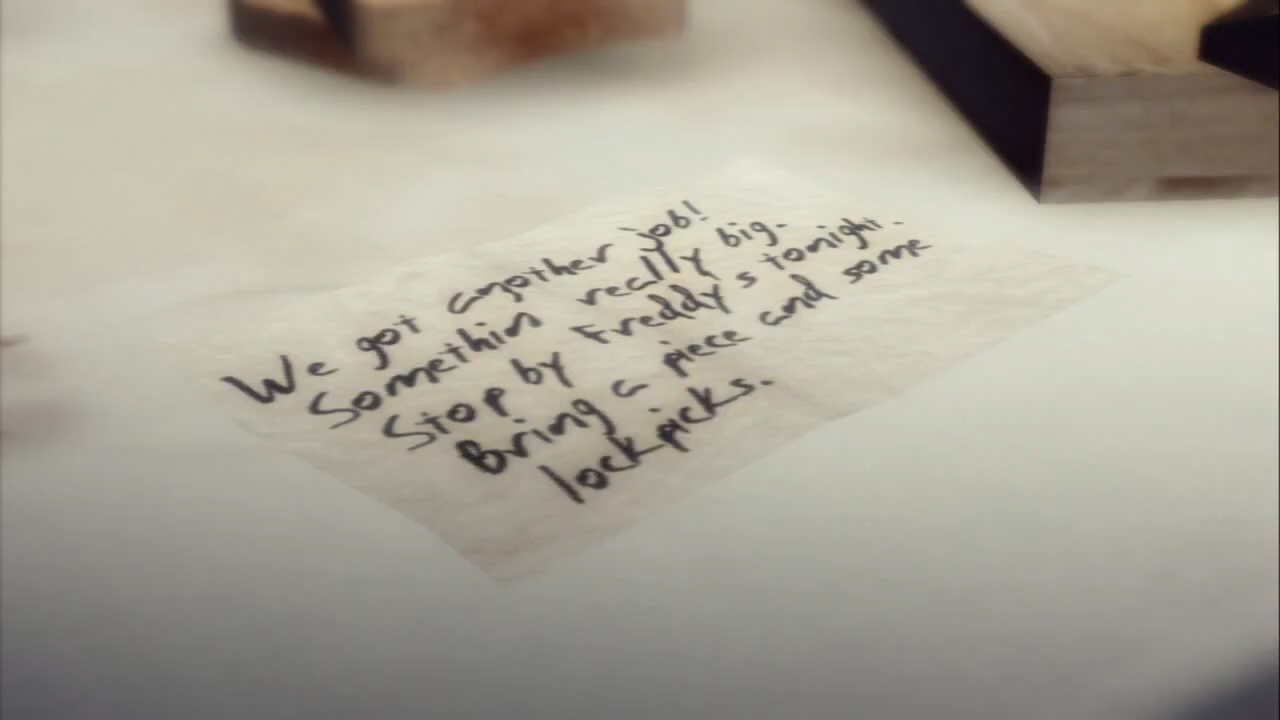 We got another job!
Somethin really big.
Stop by Freddy's tonight.
Bring a piece and some
lockpicks.